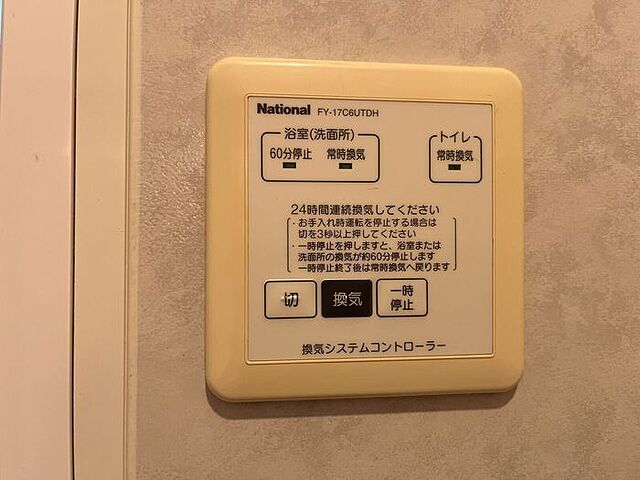 National FY-17C6UTDH
浴室(洗面所)
トイレ
60分停止 常時換気
常時換気
24時間連続換気してください
・お手入れ時運転を停止する場合は
切を3秒以上押してください
・一時停止を押しますと、浴室または
洗面所の換気が約60分停止します
一時停止終了後は常時換気へ戻ります
切 換気 一時
停止
換気システムコントローラー